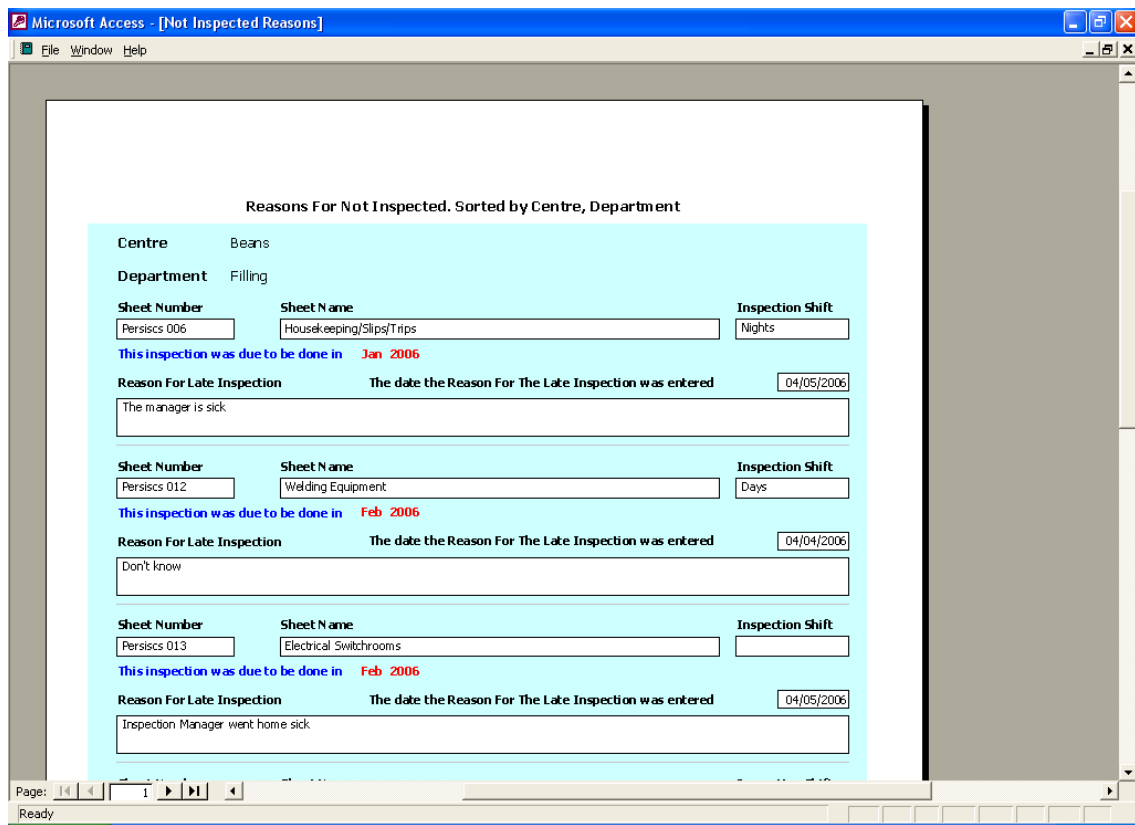 Microsoft Access - [Not Inspected Reasons]
File Window Help
Reasons For Not Inspected. Sorted by Centre, Department
Centre Beans
Department Filling
Sheet Number Sheet Name Inspection Shift
Persiscs 006 Housekeeping/Slips/Trips Nights
This inspection was due to be done in Jan 2006
Reason For Late Inspection The date the Reason For The Late Inspection was entered 04/05/2006
The manager is sick
Sheet Number Sheet Name Inspection Shift
Persiscs 012 Welding Equipment Days
This inspection was due to be done in Feb 2006
Reason For Late Inspection The date the Reason For The Late Inspection was entered 04/04/2006
Don't know
Sheet Number Sheet Name Inspection Shift
Persiscs 013 Electrical Switchrooms
This inspection was due to be done in Feb 2006
Reason For Late Inspection The date the Reason For The Late Inspection was entered 04/05/2006
Inspection Manager went home sick
Page: 1
Ready